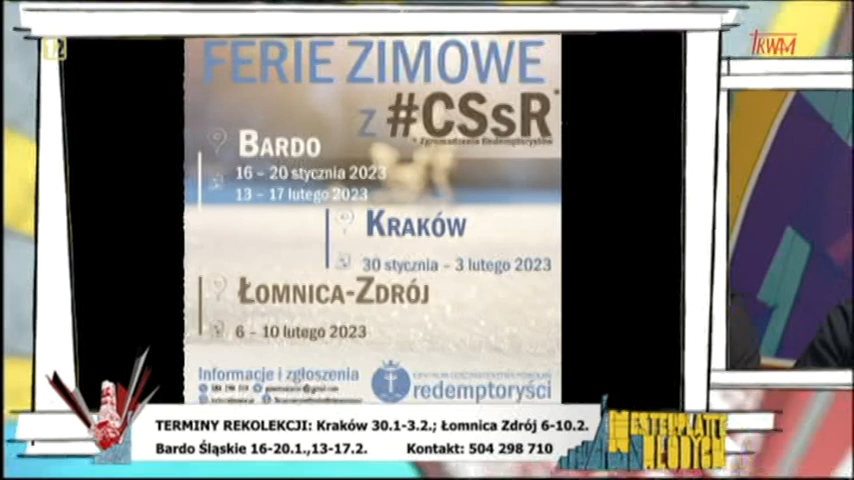 12
TRWAM
FERIE ZIMOWE
z #CSsR*
* Zgromadzenie Redemptorystów
BARDO
16 – 20 stycznia 2023
13 – 17 lutego 2023
KRAKÓW
30 stycznia – 3 lutego 2023
ŁOMNICA-ZDRÓJ
6 – 10 lutego 2023
Informacje i zgłoszenia
redemptoryści
TERMINY REKOLEKCJI: Kraków 30.1-3.2.; Łomnica Zdrój 6-10.2.
Bardo Śląskie 16-20.1.,13-17.2. Kontakt: 504 298 710
WESTERPLATTE
MŁODYCH